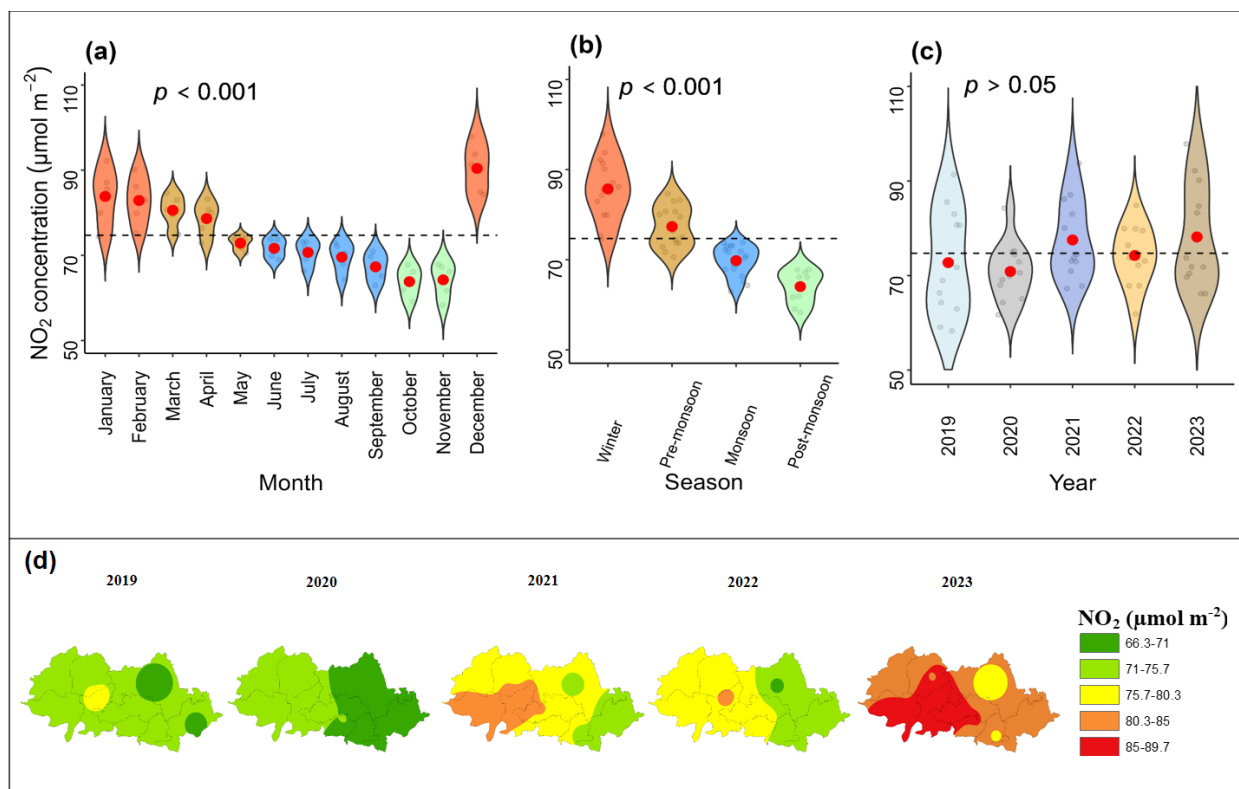 (a)
p < 0.001
NO₂ concentration (μmol m⁻²)
110
90
70
50
January
February
March
April
May
June
July
August
September
October
November
December
Month
(b)
p < 0.001
110
90
70
50
Winter
Pre-monsoon
Monsoon
Post-monsoon
Season
(c)
p > 0.05
110
90
70
50
2019
2020
2021
2022
2023
Year
(d)
2019
2020
2021
2022
2023
NO₂ (μmol m⁻²)
66.3-71
71-75.7
75.7-80.3
80.3-85
85-89.7